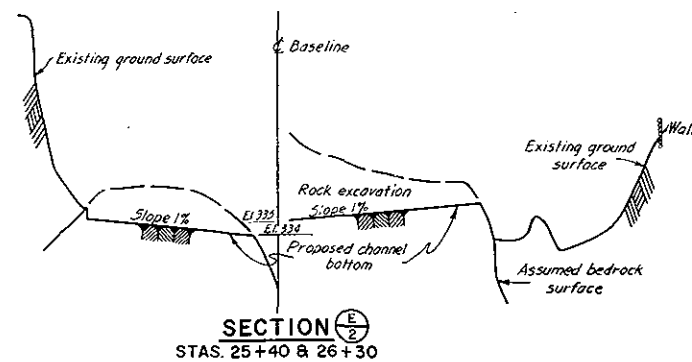 ℄ Baseline
Existing ground surface
Wall
Existing ground
surface
Rock excavation
Slope 1%
Slope 1%
El. 335
El. 334
Proposed channel
bottom
Assumed bedrock
surface
SECTION E
2
STAS. 25+40 & 26+30